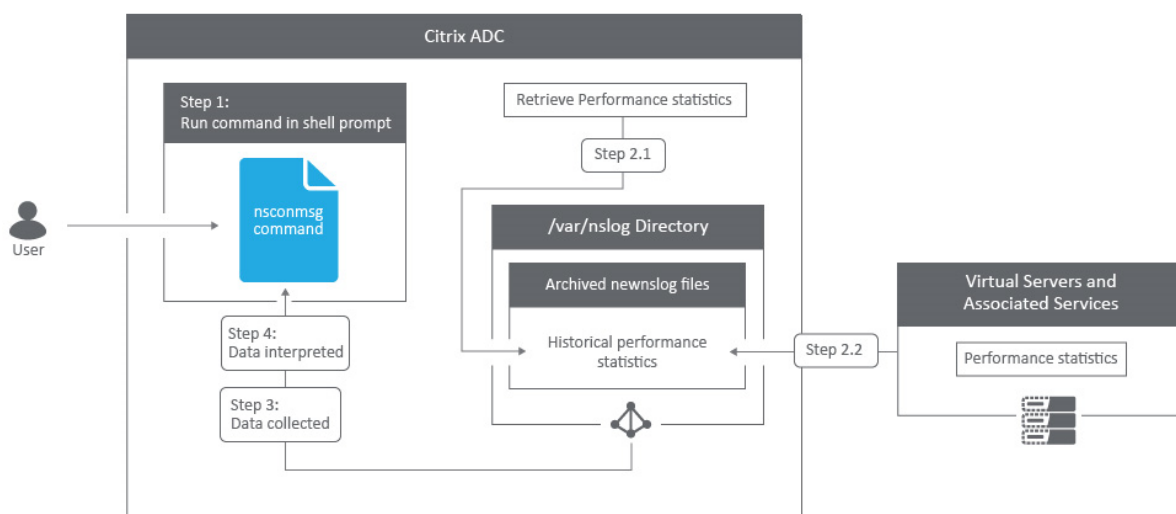 Citrix ADC
Step 1:
Run command in shell prompt
nsconmsg
command
User
Step 4:
Data interpreted
Step 3:
Data collected
Retrieve Performance statistics
Step 2.1
/var/nslog Directory
Archived newnslog files
Historical performance
statistics
Step 2.2
Virtual Servers and
Associated Services
Performance statistics